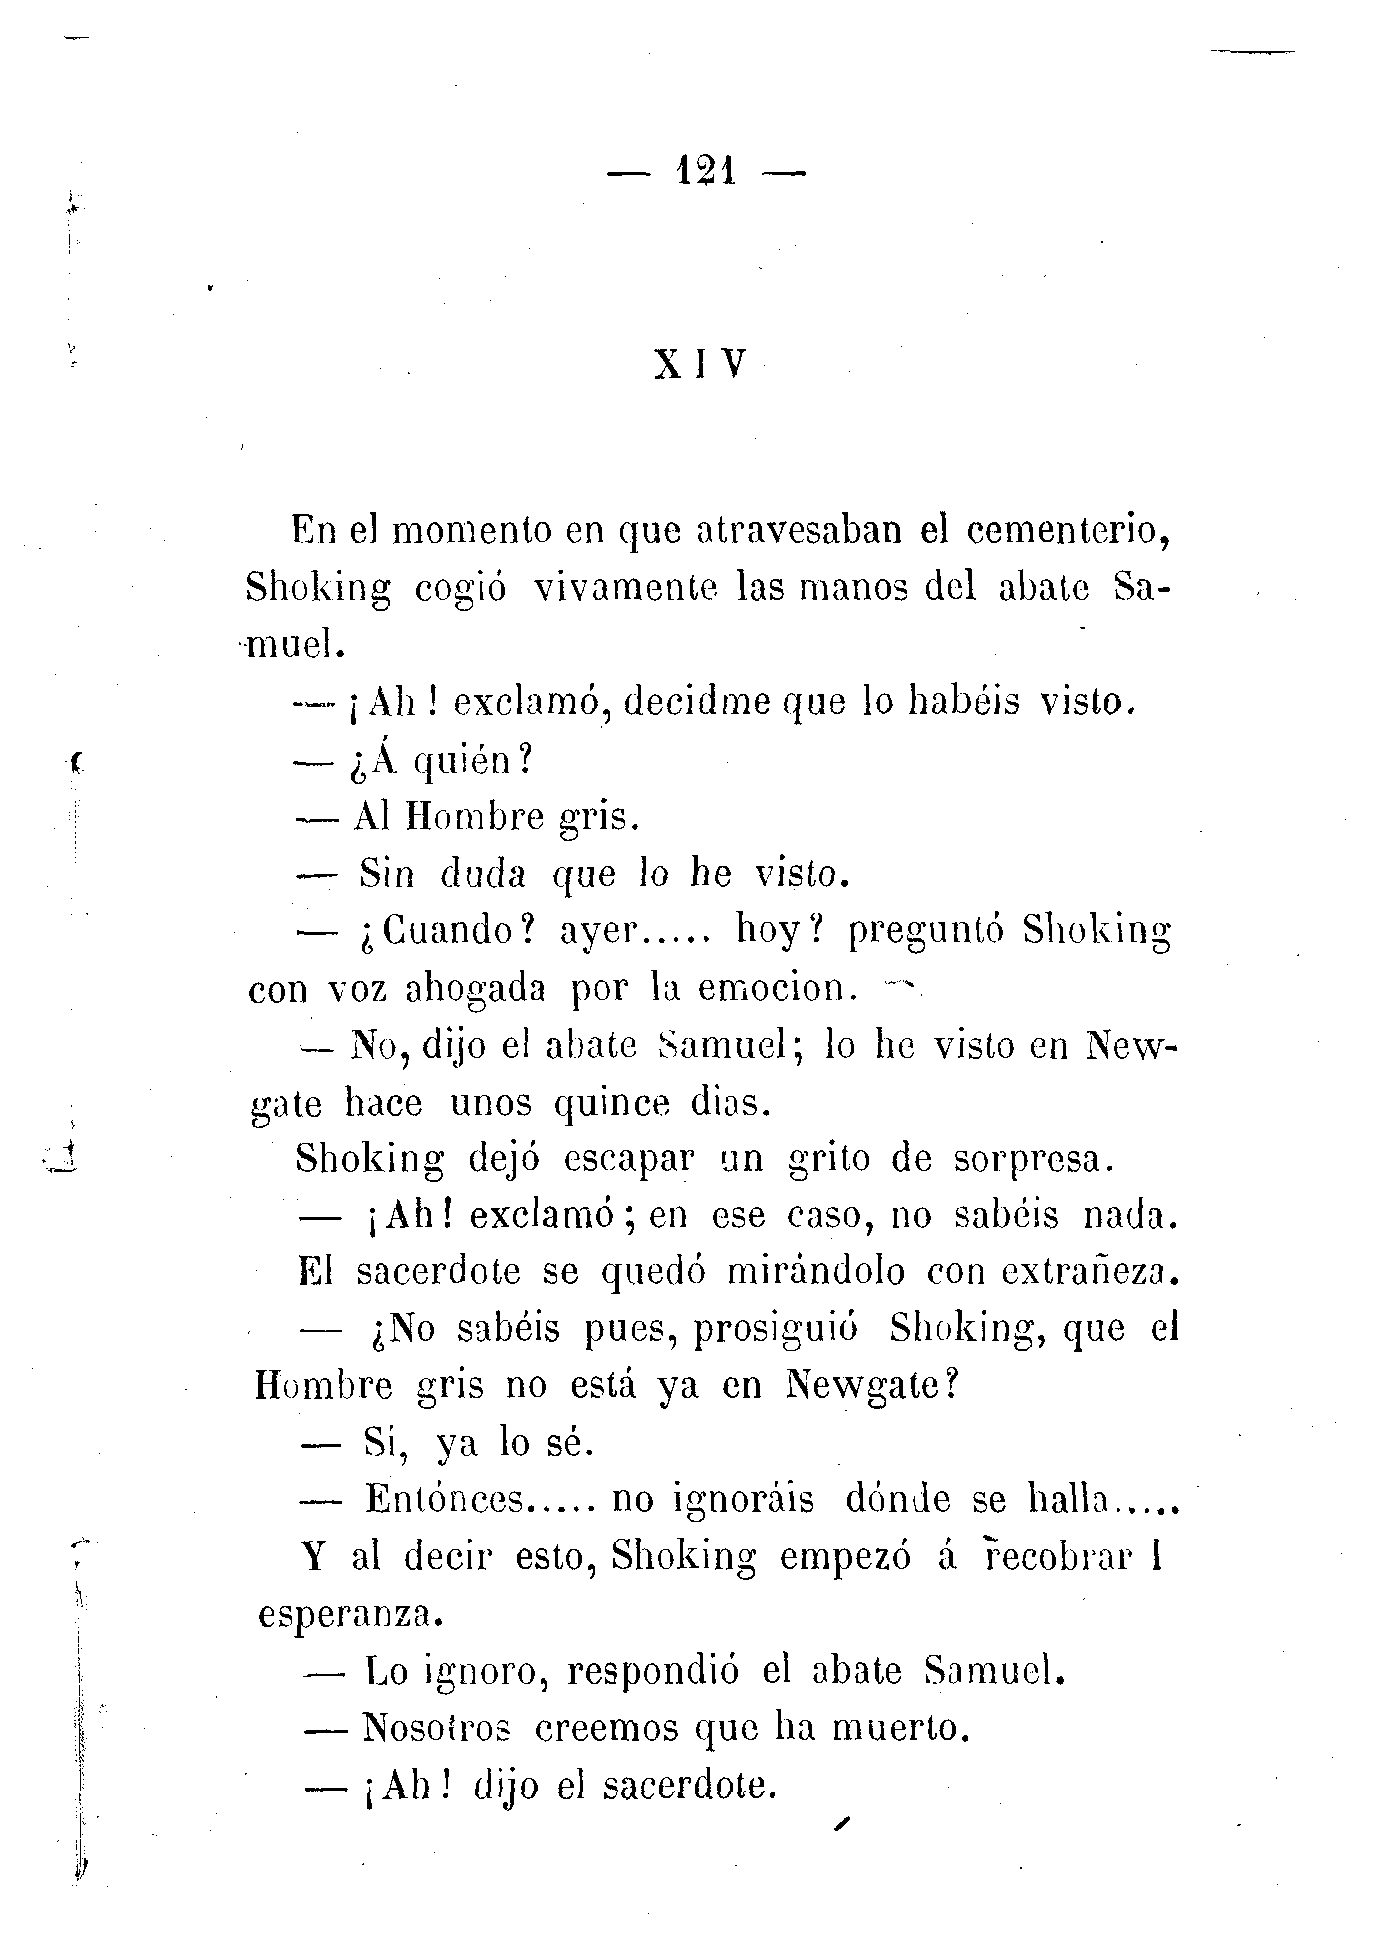 — 121 —
XIV
En el momento en que atravesaban el cementerio,
Shoking cogió vivamente las manos del abate Sa-
muel.
— ¡Ah! exclamó, decidme que lo habéis visto.
— ¿Á quién?
— Al Hombre gris.
— Sin duda que lo he visto.
— ¿Cuando? ayer..... hoy? preguntó Shoking
con voz ahogada por la emocion.
— No, dijo el abate Samuel; lo he visto en New-
gate hace unos quince dias.
Shoking dejó escapar un grito de sorpresa.
— ¡Ah! exclamó; en ese caso, no sabéis nada.
El sacerdote se quedó mirándolo con extrañeza.
— ¿No sabéis pues, prosiguió Shoking, que el
Hombre gris no está ya en Newgate?
— Si, ya lo sé.
— Entónces..... no ignoráis dónde se halla.....
Y al decir esto, Shoking empezó á recobrar l
esperanza.
— Lo ignoro, respondió el abate Samuel.
— Nosotros creemos que ha muerto.
— ¡Ah! dijo el sacerdote.